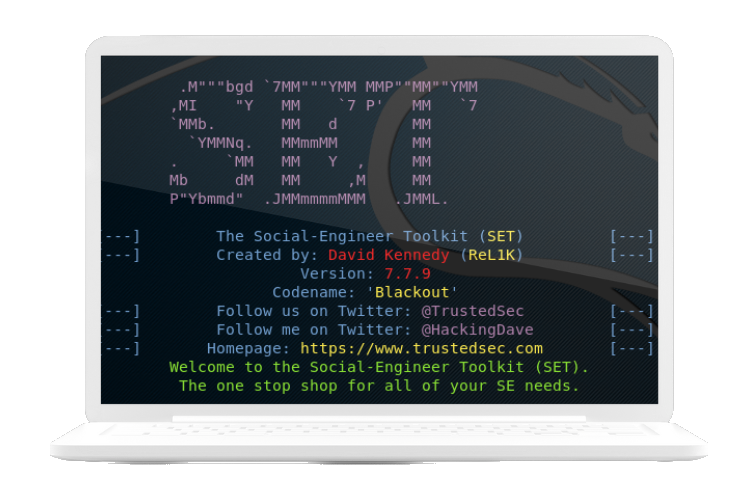 .M"""bgd `7MM"""YMM MMP""MM""YMM
,MI    "Y   MM    `7 P'   MM   `7
`MMb.       MM   d        MM
  `YMMNq.   MMmmMM        MM
.     `MM   MM   Y  ,     MM
Mb     dM   MM     ,M     MM
P"Ybmmd"  .JMMmmmmMMM   .JMML.
[---] The Social-Engineer Toolkit (SET) [---]
[---] Created by: David Kennedy (ReL1K) [---]
Version: 7.7.9
Codename: 'Blackout'
[---] Follow us on Twitter: @TrustedSec [---]
[---] Follow me on Twitter: @HackingDave [---]
[---] Homepage: https://www.trustedsec.com [---]
Welcome to the Social-Engineer Toolkit (SET).
The one stop shop for all of your SE needs.